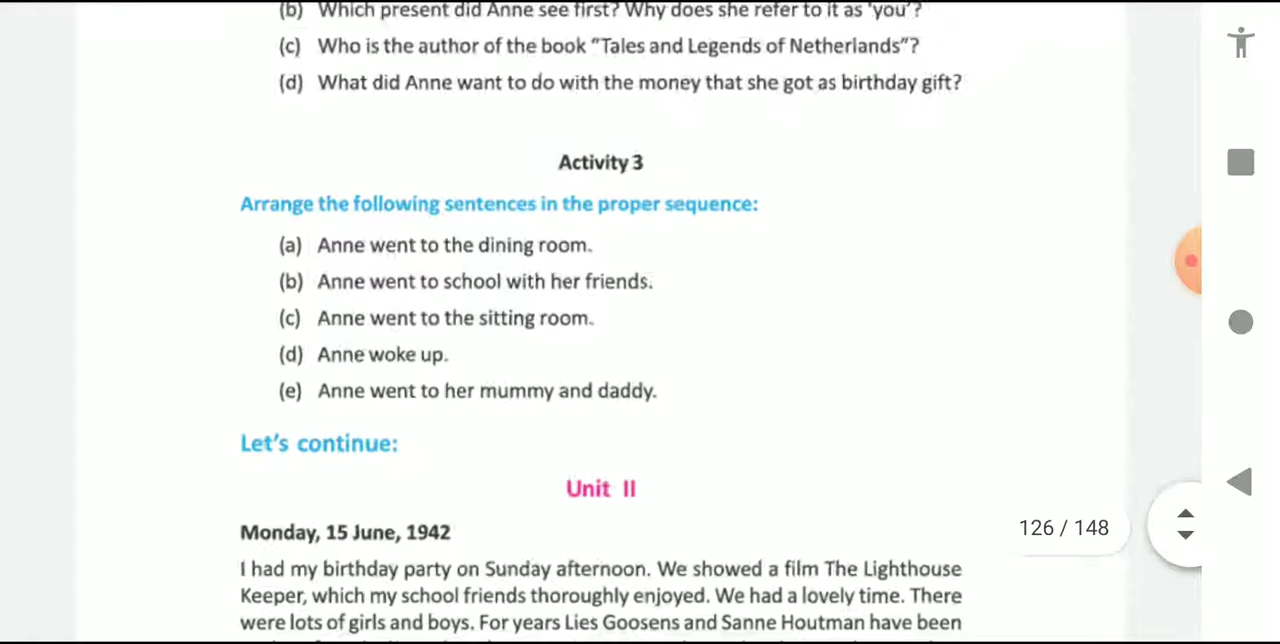 (b) Which present did Anne see first? Why does she refer to it as 'you'?
(c) Who is the author of the book "Tales and Legends of Netherlands"?
(d) What did Anne want to do with the money that she got as birthday gift?
Activity 3
Arrange the following sentences in the proper sequence:
(a) Anne went to the dining room.
(b) Anne went to school with her friends.
(c) Anne went to the sitting room.
(d) Anne woke up.
(e) Anne went to her mummy and daddy.
Let's continue:
Unit II
Monday, 15 June, 1942
126 / 148
I had my birthday party on Sunday afternoon. We showed a film The Lighthouse
Keeper, which my school friends thoroughly enjoyed. We had a lovely time. There
were lots of girls and boys. For years Lies Goosens and Sanne Houtman have been